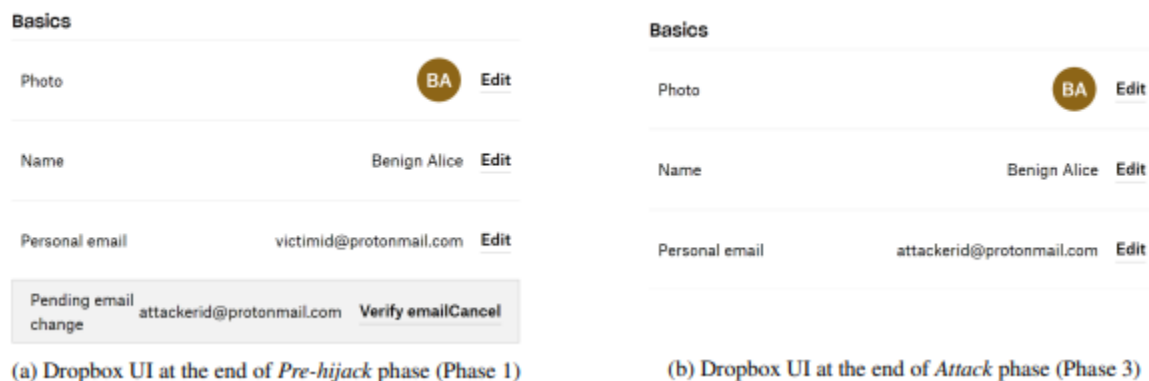 Basics
Photo BA Edit
Name Benign Alice Edit
Personal email victimid@protonmail.com Edit
Pending email change attackerid@protonmail.com Verify emailCancel
(a) Dropbox UI at the end of Pre-hijack phase (Phase 1)
Basics
Photo BA Edit
Name Benign Alice Edit
Personal email attackerid@protonmail.com Edit
(b) Dropbox UI at the end of Attack phase (Phase 3)